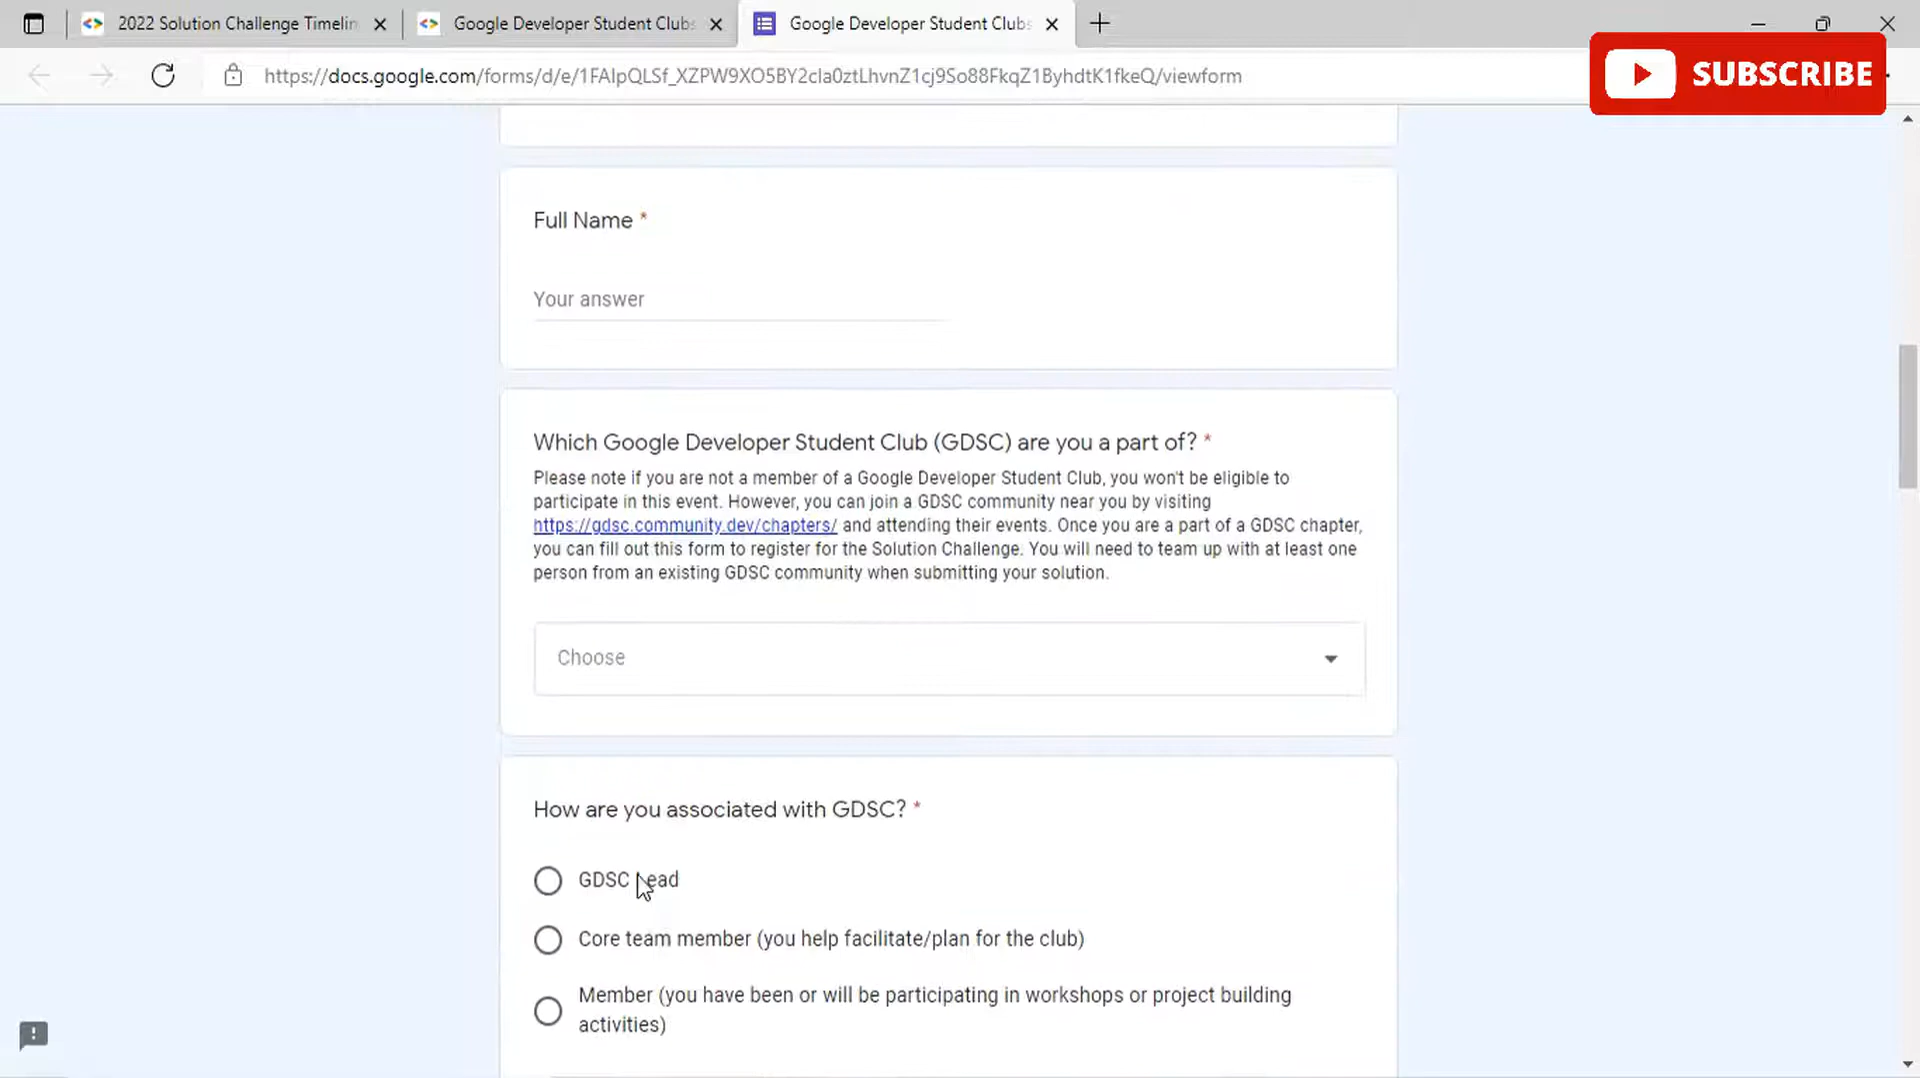 2022 Solution Challenge Timelin
Google Developer Student Clubs
Google Developer Student Clubs
https://docs.google.com/forms/d/e/1FAIpQLSf_XZPW9XO5BY2cIa0ztLhvnZ1cj9So88FkqZ1ByhdtK1fkeQ/viewform
SUBSCRIBE
Full Name *
Your answer
Which Google Developer Student Club (GDSC) are you a part of? *
Please note if you are not a member of a Google Developer Student Club, you won't be eligible to
participate in this event. However, you can join a GDSC community near you by visiting
https://gdsc.community.dev/chapters/ and attending their events. Once you are a part of a GDSC chapter,
you can fill out this form to register for the Solution Challenge. You will need to team up with at least one
person from an existing GDSC community when submitting your solution.
Choose
How are you associated with GDSC? *
GDSC Lead
Core team member (you help facilitate/plan for the club)
Member (you have been or will be participating in workshops or project building
activities)